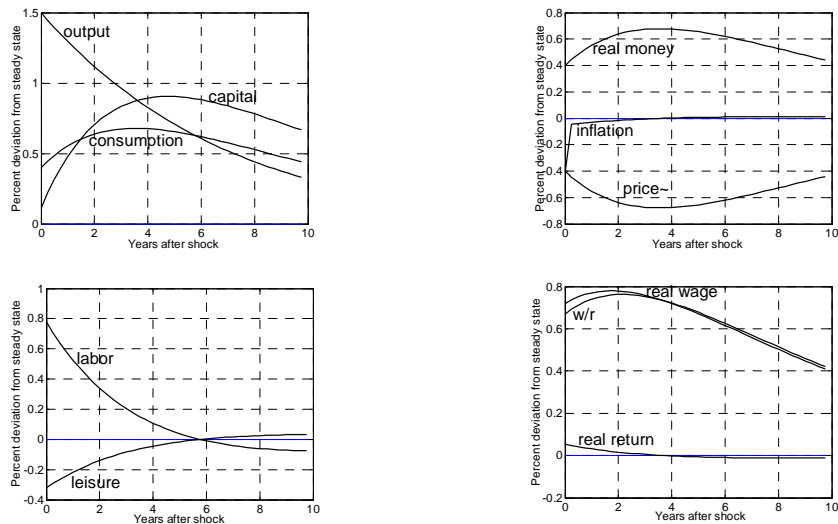 Percent deviation from steady state
1.5
1
0.5
0
output
capital
consumption
0 2 4 6 8 10
Years after shock
Percent deviation from steady state
0.8
0.6
0.4
0.2
0
-0.2
-0.4
-0.6
-0.8
real money
inflation
price~
0 2 4 6 8 10
Years after shock
Percent deviation from steady state
1
0.8
0.6
0.4
0.2
0
-0.2
-0.4
labor
leisure
0 2 4 6 8 10
Years after shock
Percent deviation from steady state
0.8
0.6
0.4
0.2
0
-0.2
real wage
w/r
real return
0 2 4 6 8 10
Years after shock